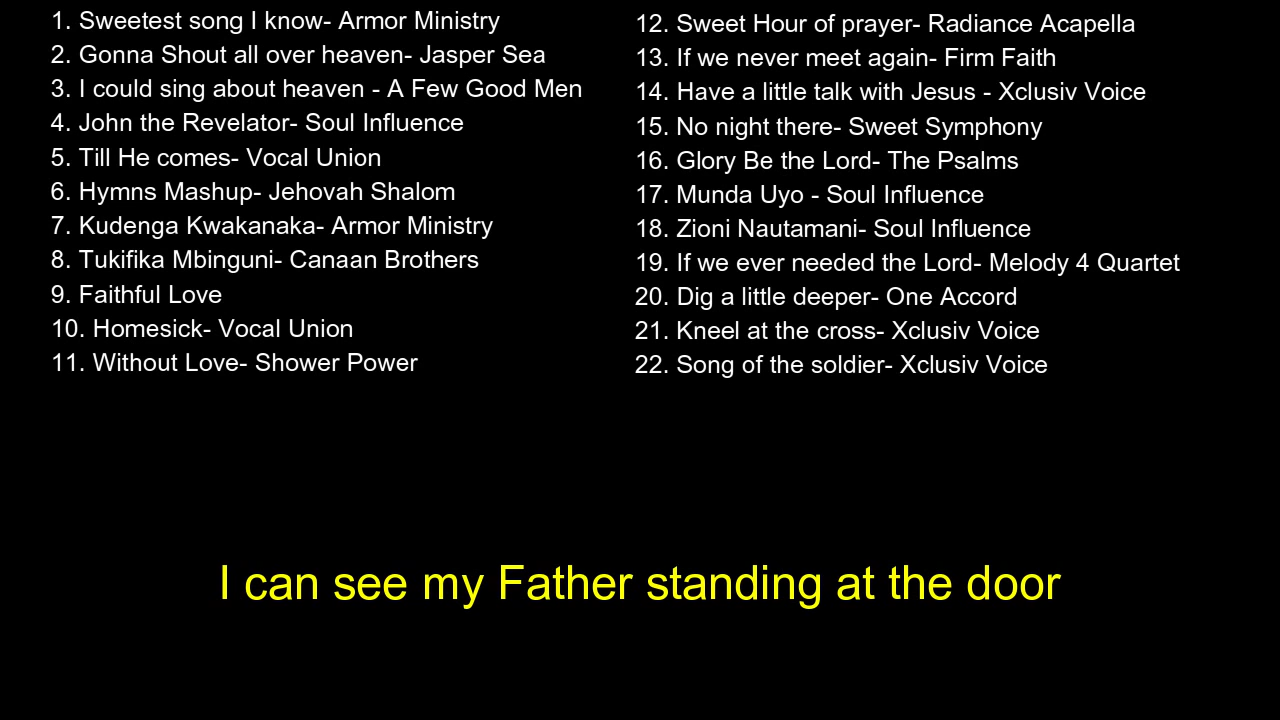 1. Sweetest song I know- Armor Ministry
2. Gonna Shout all over heaven- Jasper Sea
3. I could sing about heaven - A Few Good Men
4. John the Revelator- Soul Influence
5. Till He comes- Vocal Union
6. Hymns Mashup- Jehovah Shalom
7. Kudenga Kwakanaka- Armor Ministry
8. Tukifika Mbinguni- Canaan Brothers
9. Faithful Love
10. Homesick- Vocal Union
11. Without Love- Shower Power
12. Sweet Hour of prayer- Radiance Acapella
13. If we never meet again- Firm Faith
14. Have a little talk with Jesus - Xclusiv Voice
15. No night there- Sweet Symphony
16. Glory Be the Lord- The Psalms
17. Munda Uyo - Soul Influence
18. Zioni Nautamani- Soul Influence
19. If we ever needed the Lord- Melody 4 Quartet
20. Dig a little deeper- One Accord
21. Kneel at the cross- Xclusiv Voice
22. Song of the soldier- Xclusiv Voice
I can see my Father standing at the door